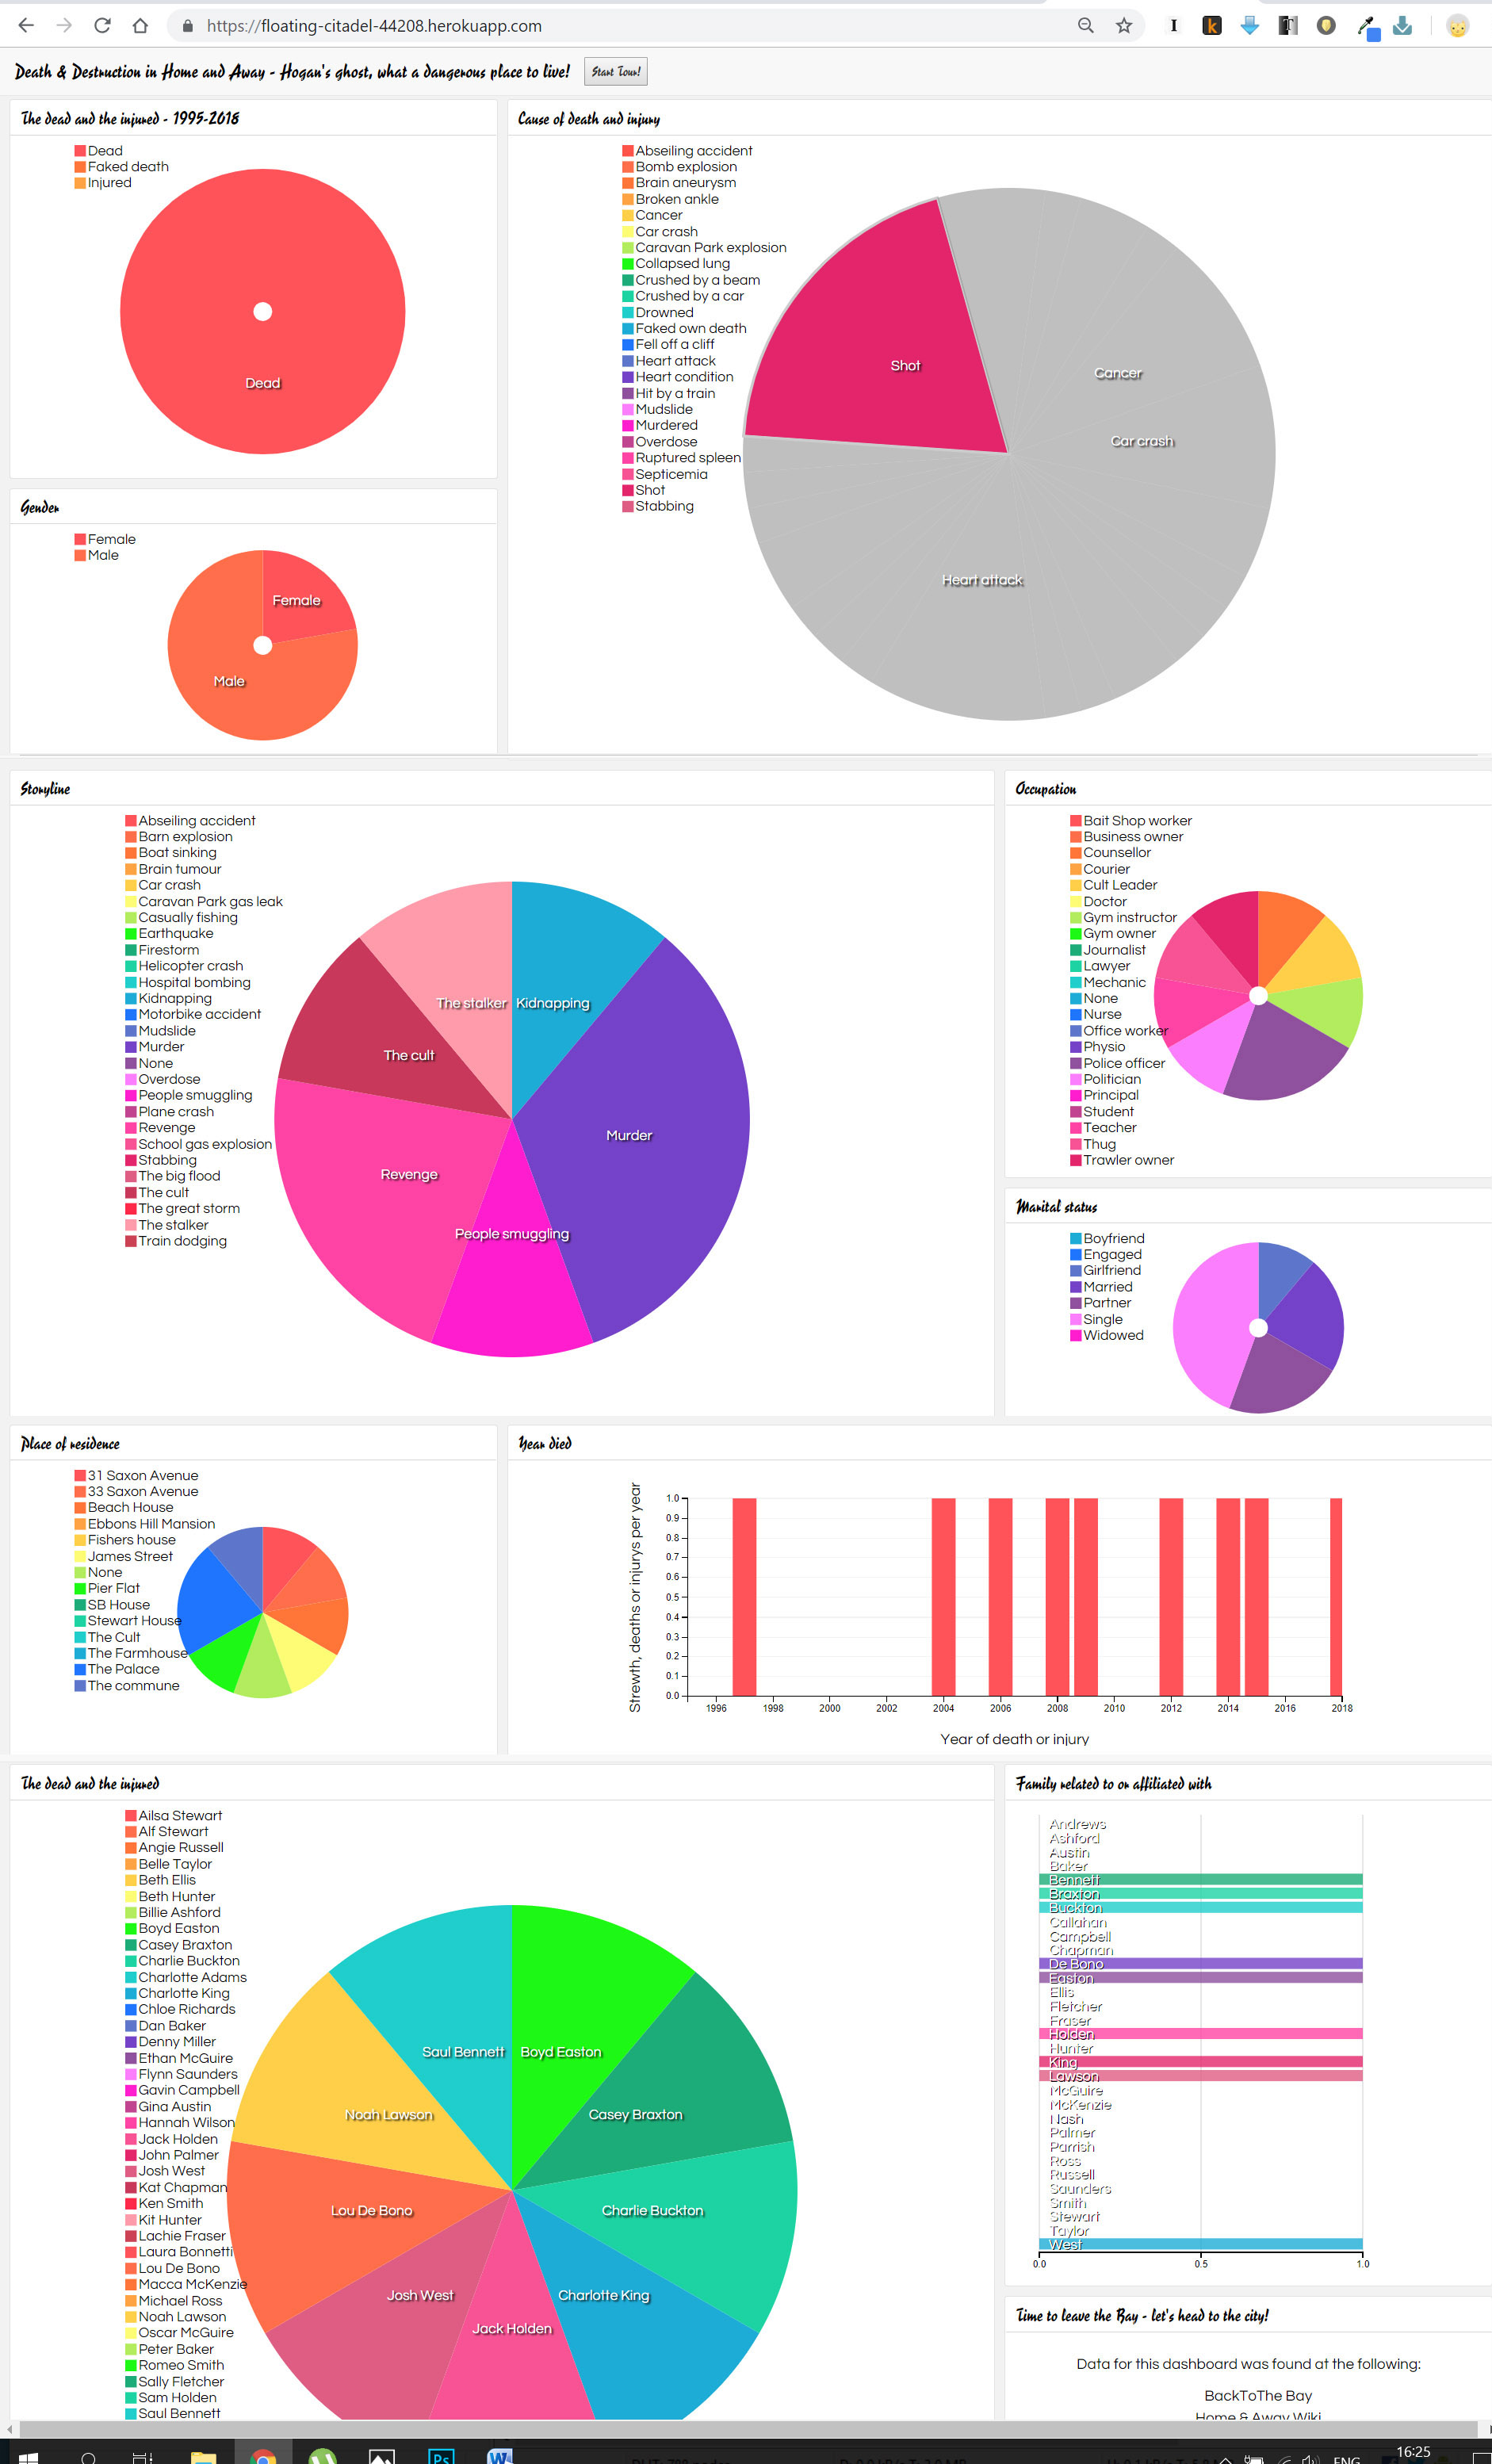 https://floating-citadel-44208.herokuapp.com
Death & Destruction in Home and Away - Hogan's ghost, what a dangerous place to live!
Start Tour!
The dead and the injured - 1995-2018
Dead
Faked death
Injured
Dead
Cause of death and injury
Abseiling accident
Bomb explosion
Brain aneurysm
Broken ankle
Cancer
Car crash
Caravan Park explosion
Collapsed lung
Crushed by a beam
Crushed by a car
Drowned
Faked own death
Fell off a cliff
Heart attack
Heart condition
Hit by a train
Mudslide
Murdered
Overdose
Ruptured spleen
Septicemia
Shot
Stabbing
Shot
Cancer
Car crash
Heart attack
Gender
Female
Male
Female
Male
Storyline
Abseiling accident
Barn explosion
Boat sinking
Brain tumour
Car crash
Caravan Park gas leak
Casually fishing
Earthquake
Firestorm
Helicopter crash
Hospital bombing
Kidnapping
Motorbike accident
Mudslide
Murder
None
Overdose
People smuggling
Plane crash
Revenge
School gas explosion
Stabbing
The big flood
The cult
The great storm
The stalker
Train dodging
The stalker
Kidnapping
The cult
Murder
Revenge
People smuggling
Occupation
Bait Shop worker
Business owner
Counsellor
Courier
Cult Leader
Doctor
Gym instructor
Gym owner
Journalist
Lawyer
Mechanic
None
Nurse
Office worker
Physio
Police officer
Politician
Principal
Student
Teacher
Thug
Trawler owner
Marital status
Boyfriend
Engaged
Girlfriend
Married
Partner
Single
Widowed
Place of residence
31 Saxon Avenue
33 Saxon Avenue
Beach House
Ebbons Hill Mansion
Fishers house
James Street
None
Pier Flat
SB House
Stewart House
The Cult
The Farmhouse
The Palace
The commune
Year died
Strewth, deaths or injurys per year
1.0
0.9
0.8
0.7
0.6
0.5
0.4
0.3
0.2
0.1
0.0
1996 1998 2000 2002 2004 2006 2008 2010 2012 2014 2016 2018
Year of death or injury
The dead and the injured
Ailsa Stewart
Alf Stewart
Angie Russell
Belle Taylor
Beth Ellis
Beth Hunter
Billie Ashford
Boyd Easton
Casey Braxton
Charlie Buckton
Charlotte Adams
Charlotte King
Chloe Richards
Dan Baker
Denny Miller
Ethan McGuire
Flynn Saunders
Gavin Campbell
Gina Austin
Hannah Wilson
Jack Holden
John Palmer
Josh West
Kat Chapman
Ken Smith
Kit Hunter
Lachie Fraser
Laura Bonnetti
Lou De Bono
Macca McKenzie
Michael Ross
Noah Lawson
Oscar McGuire
Peter Baker
Romeo Smith
Sally Fletcher
Sam Holden
Saul Bennett
Saul Bennett
Boyd Easton
Noah Lawson
Casey Braxton
Lou De Bono
Charlie Buckton
Josh West
Charlotte King
Jack Holden
Family related to or affiliated with
Andrews
Ashford
Austin
Baker
Bennett
Braxton
Buckton
Callahan
Campbell
Chapman
De Bono
Easton
Ellis
Fletcher
Fraser
Holden
Hunter
King
Lawson
McGuire
McKenzie
Nash
Palmer
Parrish
Ross
Russell
Saunders
Smith
Stewart
Taylor
West
0.0 0.5 1.0
Time to leave the Bay - let's head to the city!
Data for this dashboard was found at the following:
BackToThe Bay
Home & Away Wiki
ENG
16:25